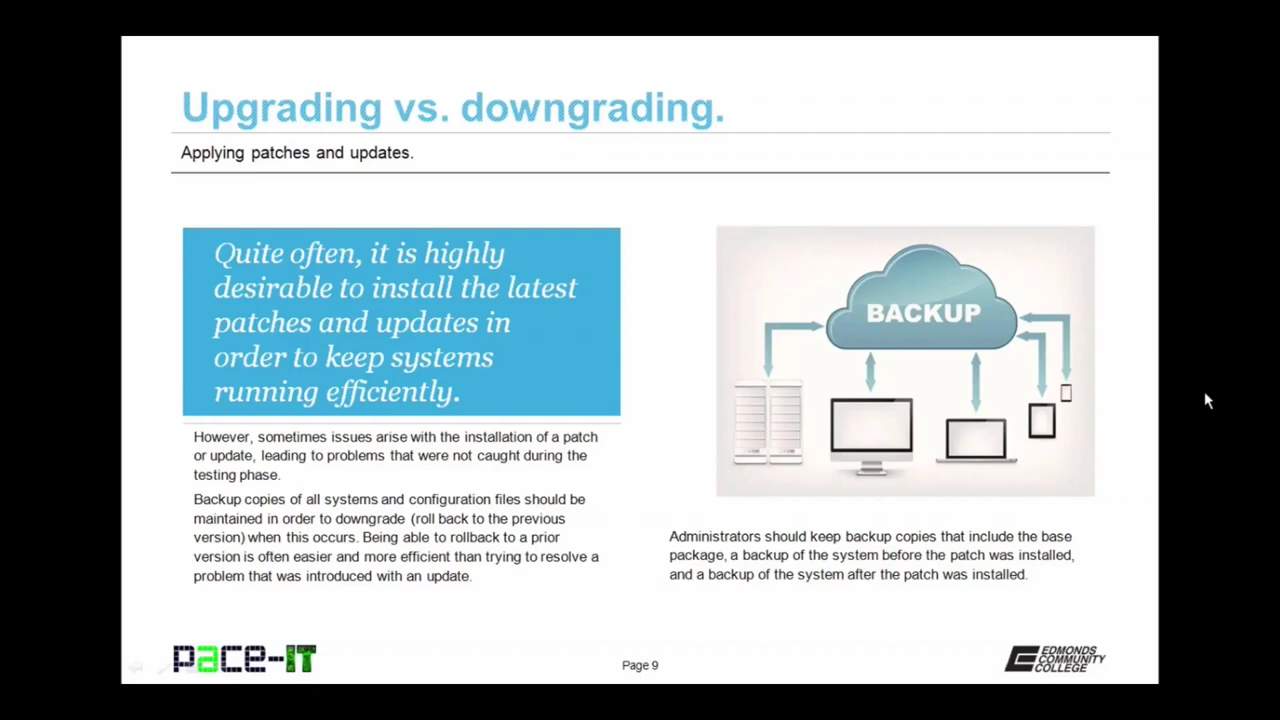 Upgrading vs. downgrading.
Applying patches and updates.
Quite often, it is highly
desirable to install the latest
patches and updates in
order to keep systems
running efficiently.
However, sometimes issues arise with the installation of a patch
or update, leading to problems that were not caught during the
testing phase.
Backup copies of all systems and configuration files should be
maintained in order to downgrade (roll back to the previous
version) when this occurs. Being able to rollback to a prior
version is often easier and more efficient than trying to resolve a
problem that was introduced with an update.
BACKUP
Administrators should keep backup copies that include the base
package, a backup of the system before the patch was installed,
and a backup of the system after the patch was installed.
pace-IT
Page 9
EDMONDS
COMMUNITY
COLLEGE